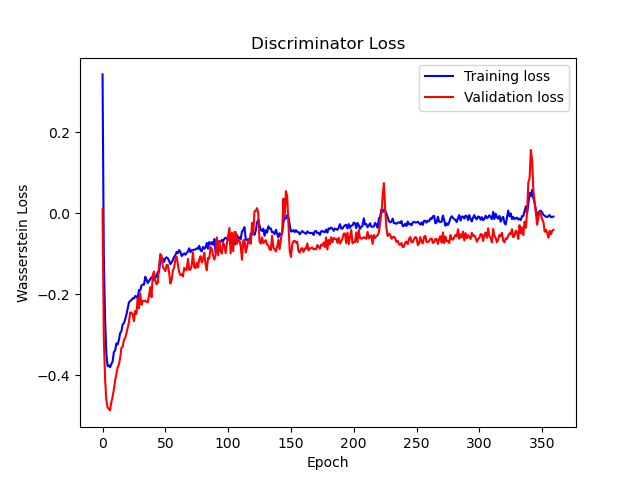 Discriminator Loss
Training loss
Validation loss
Wasserstein Loss
0.2
0.0
−0.2
−0.4
0 50 100 150 200 250 300 350
Epoch